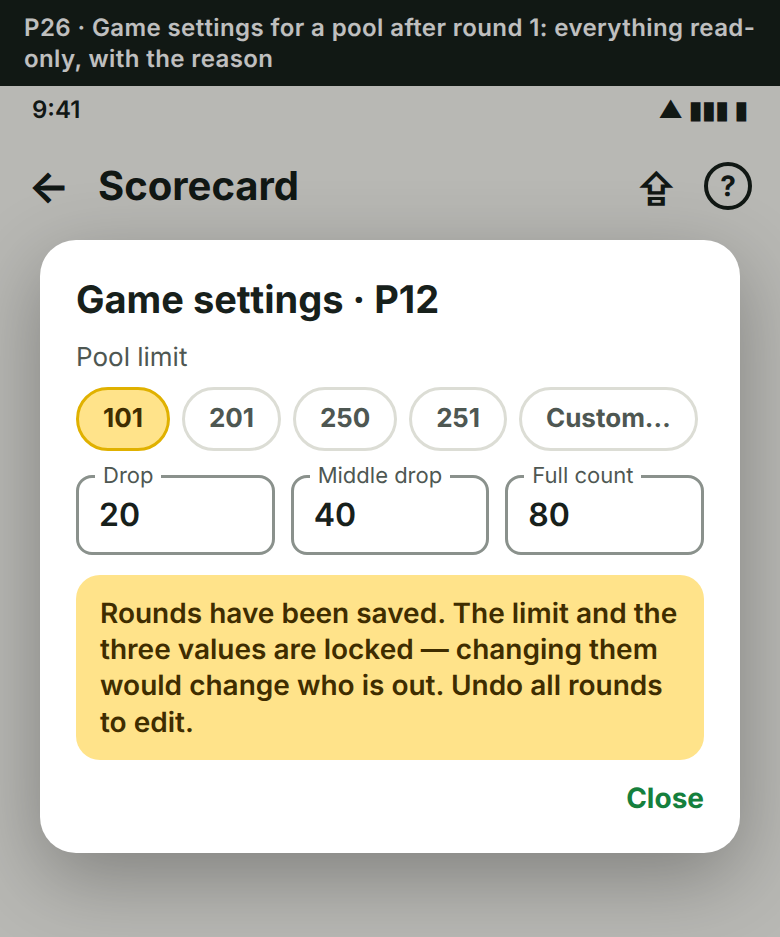 P26 · Game settings for a pool after round 1: everything read-
only, with the reason
9:41
Scorecard
?
Game settings · P12
Pool limit
101 201 250 251 Custom…
Drop Middle drop Full count
20 40 80
Rounds have been saved. The limit and the
three values are locked — changing them
would change who is out. Undo all rounds
to edit.
Close